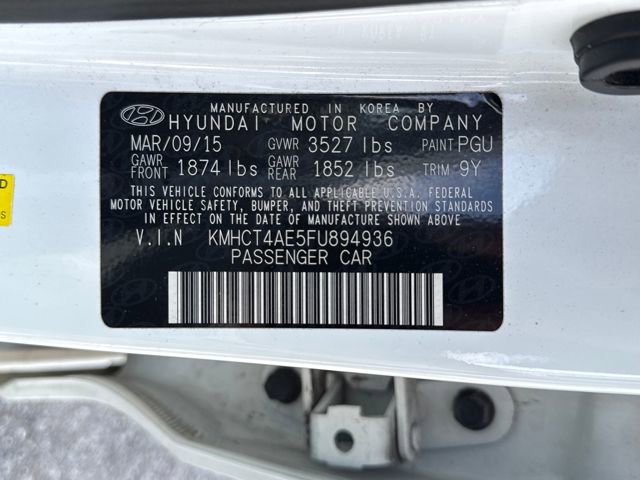 MANUFACTURED IN KOREA BY
HYUNDAI MOTOR COMPANY
MAR/09/15 GVWR 3527 lbs PAINT PGU
GAWR FRONT 1874 lbs GAWR REAR 1852 lbs TRIM 9Y
THIS VEHICLE CONFORMS TO ALL APPLICABLE U.S.A. FEDERAL
MOTOR VEHICLE SAFETY, BUMPER, AND THEFT PREVENTION STANDARDS
IN EFFECT ON THE DATE OF MANUFACTURE SHOWN ABOVE.
V.I.N KMHCT4AE5FU894936
PASSENGER CAR